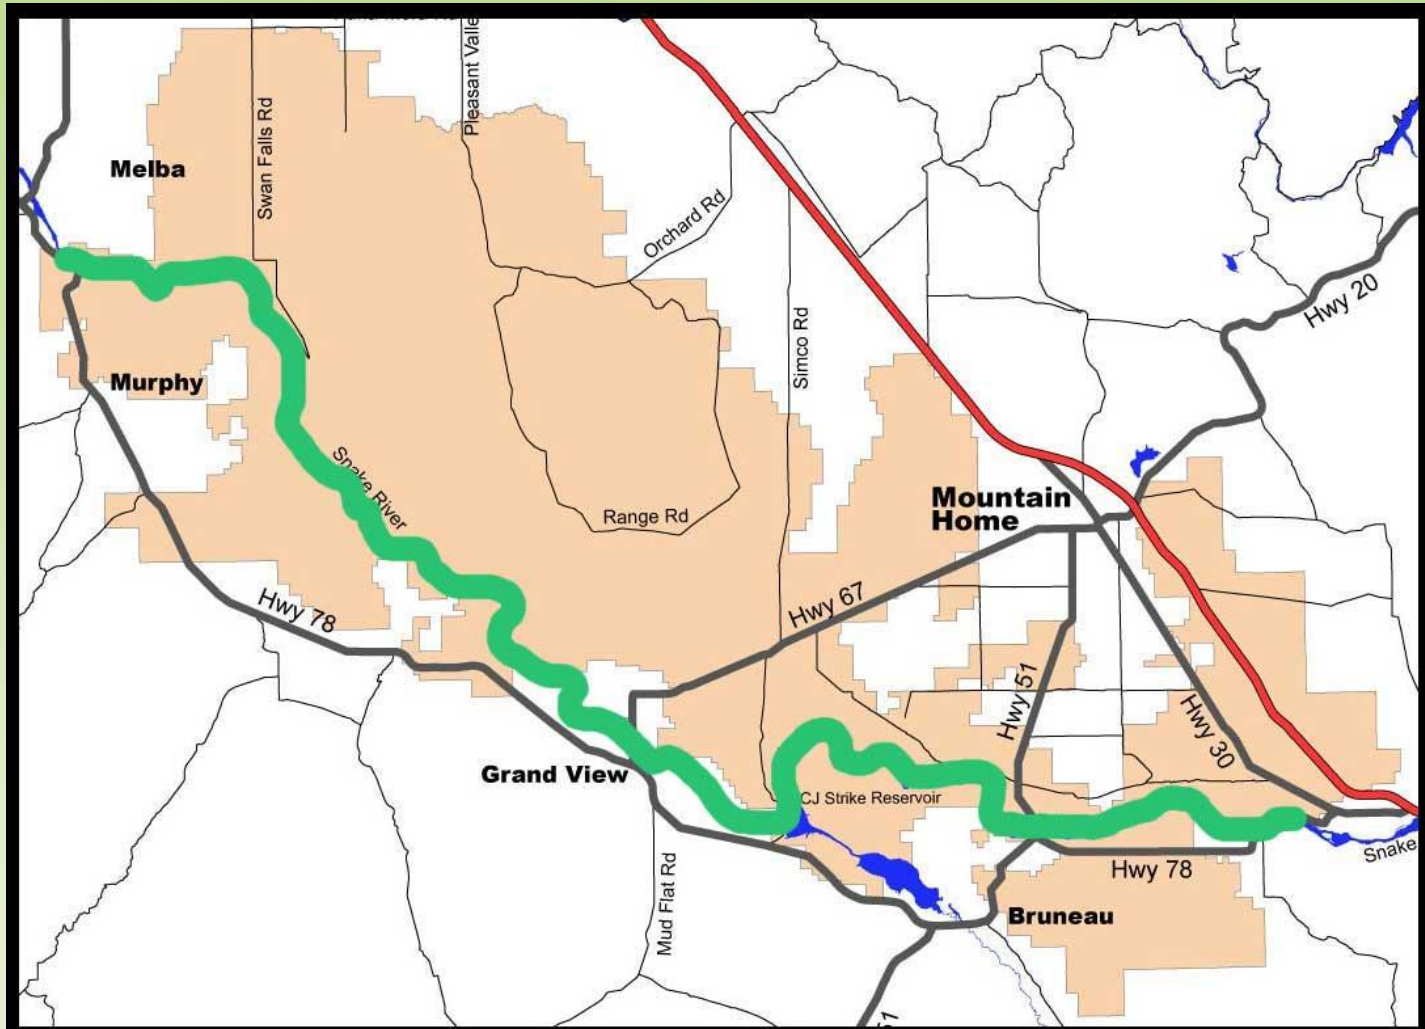 Pleasant Valle
Melba
Swan Falls Rd
Orchard Rd
Hwy 20
Simco Rd
Murphy
Snake River
Mountain
Home
Range Rd
Hwy 67
Hwy 78
Hwy 51
Hwy 30
Grand View
CJ Strike Reservoir
Snake
Hwy 78
Mud Flat Rd
Bruneau
51